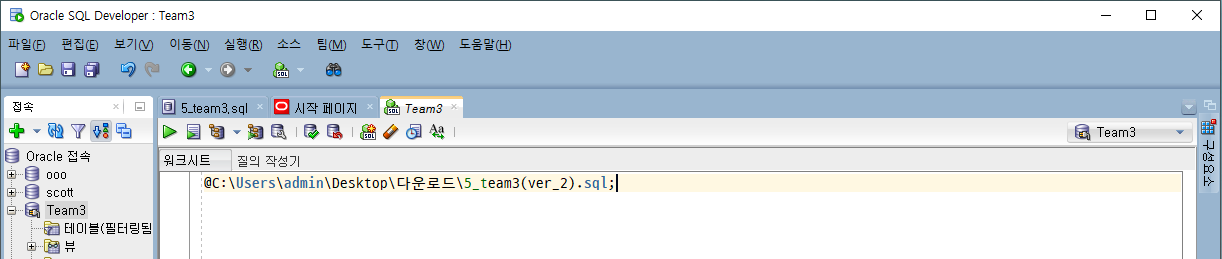 Oracle SQL Developer : Team3
파일(F) 편집(E) 보기(V) 이동(N) 실행(R) 소스 팀(M) 도구(T) 창(W) 도움말(H)
SQL
접속
5_team3.sql
시작 페이지
Team3
Team3
Oracle 접속
ooo
scott
Team3
테이블(필터링됨
뷰
워크시트 질의 작성기
@C:\Users\admin\Desktop\다운로드\5_team3(ver_2).sql;
구성요소